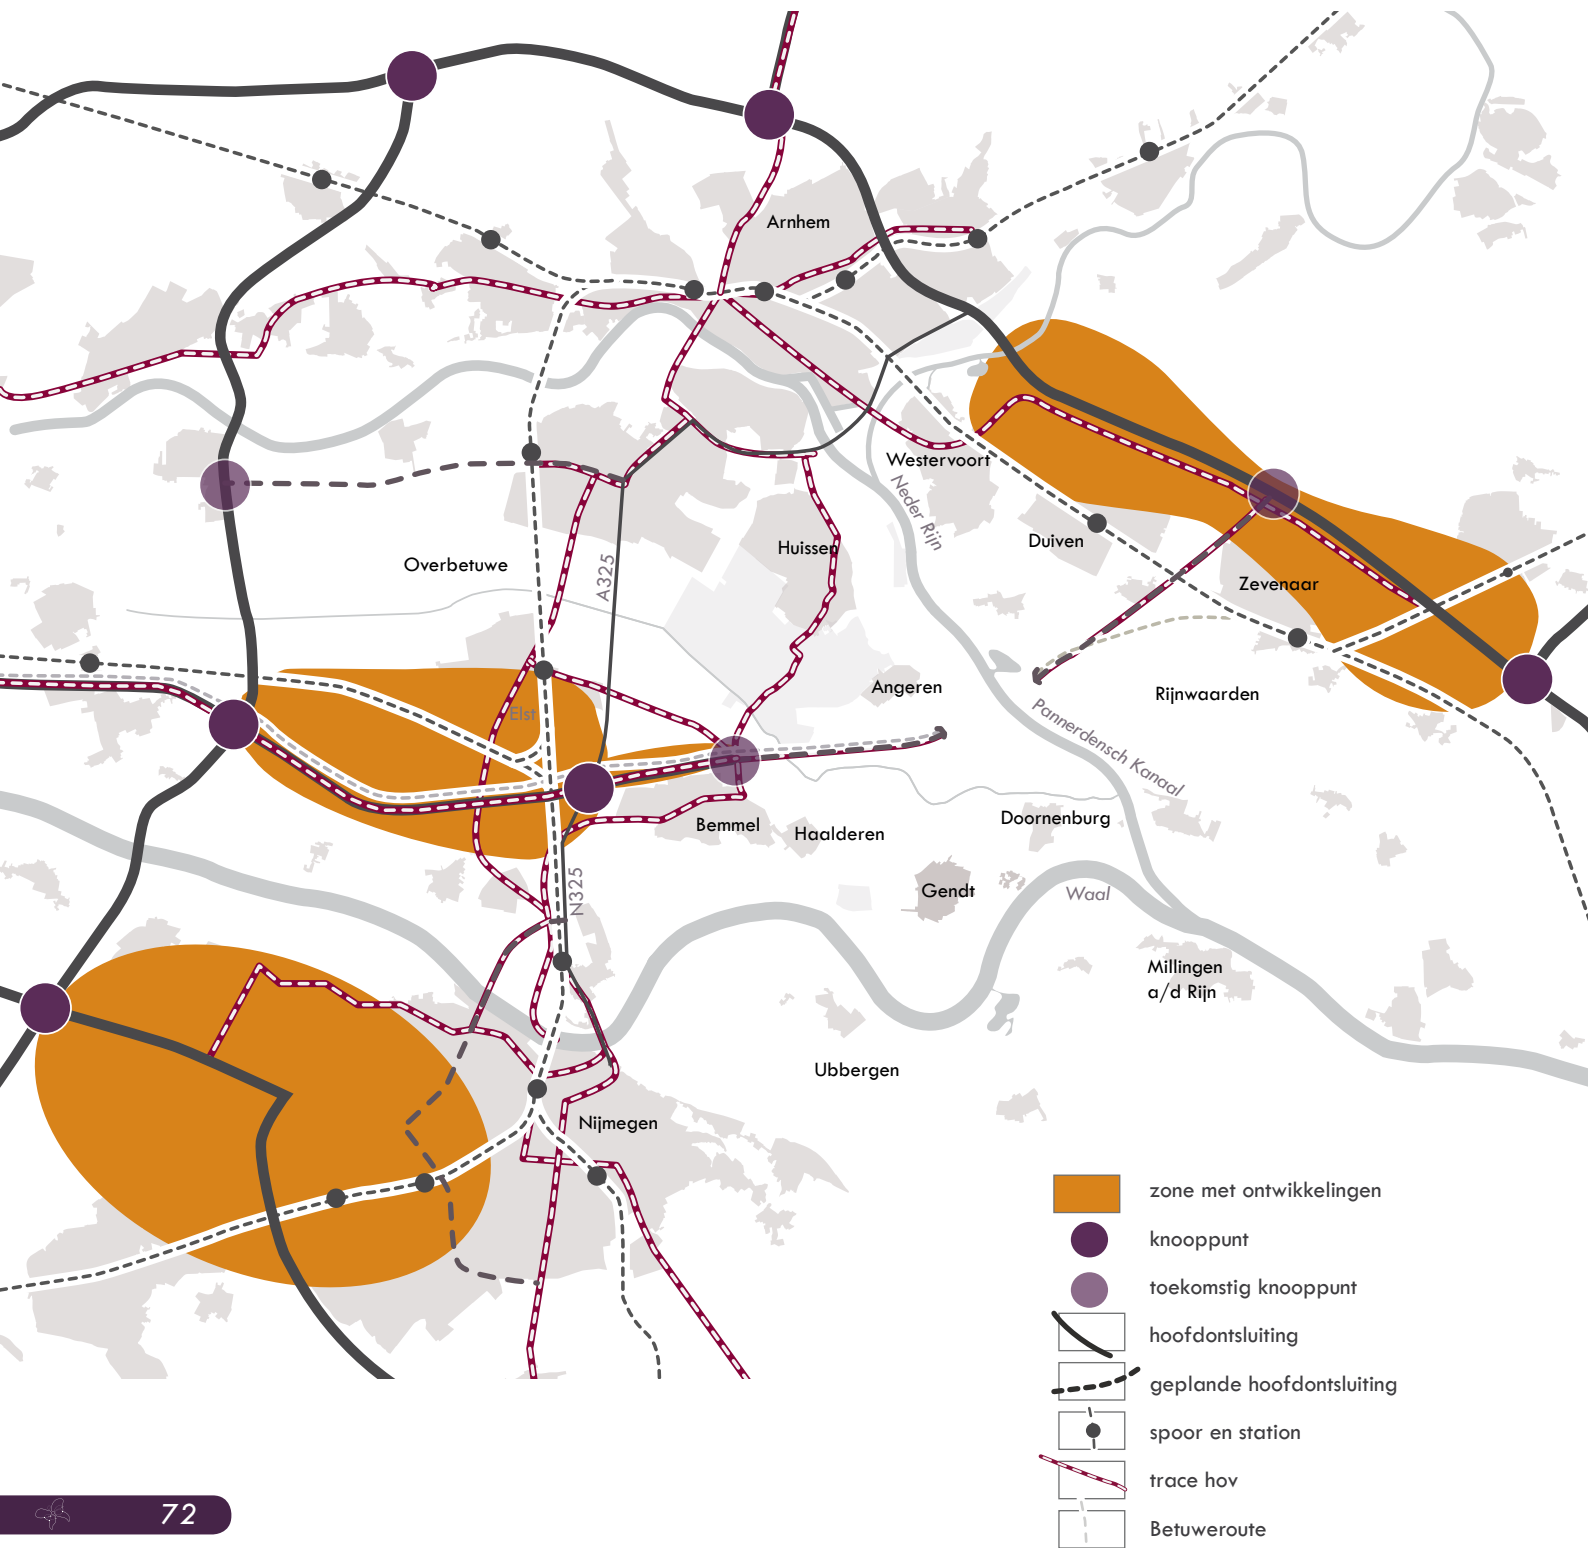 Arnhem
Westervoort
Neder Rijn
Duiven
Huissen
Overbetuwe
A325
Zevenaar
Angeren
Rijnwaarden
Elst
Pannerdensch Kanaal
Bemmel
Haalderen
Doornenburg
N325
Gendt
Waal
Millingen
a/d Rijn
Ubbergen
Nijmegen
zone met ontwikkelingen
knooppunt
toekomstig knooppunt
hoofdontsluiting
geplande hoofdontsluiting
spoor en station
trace hov
Betuweroute
72